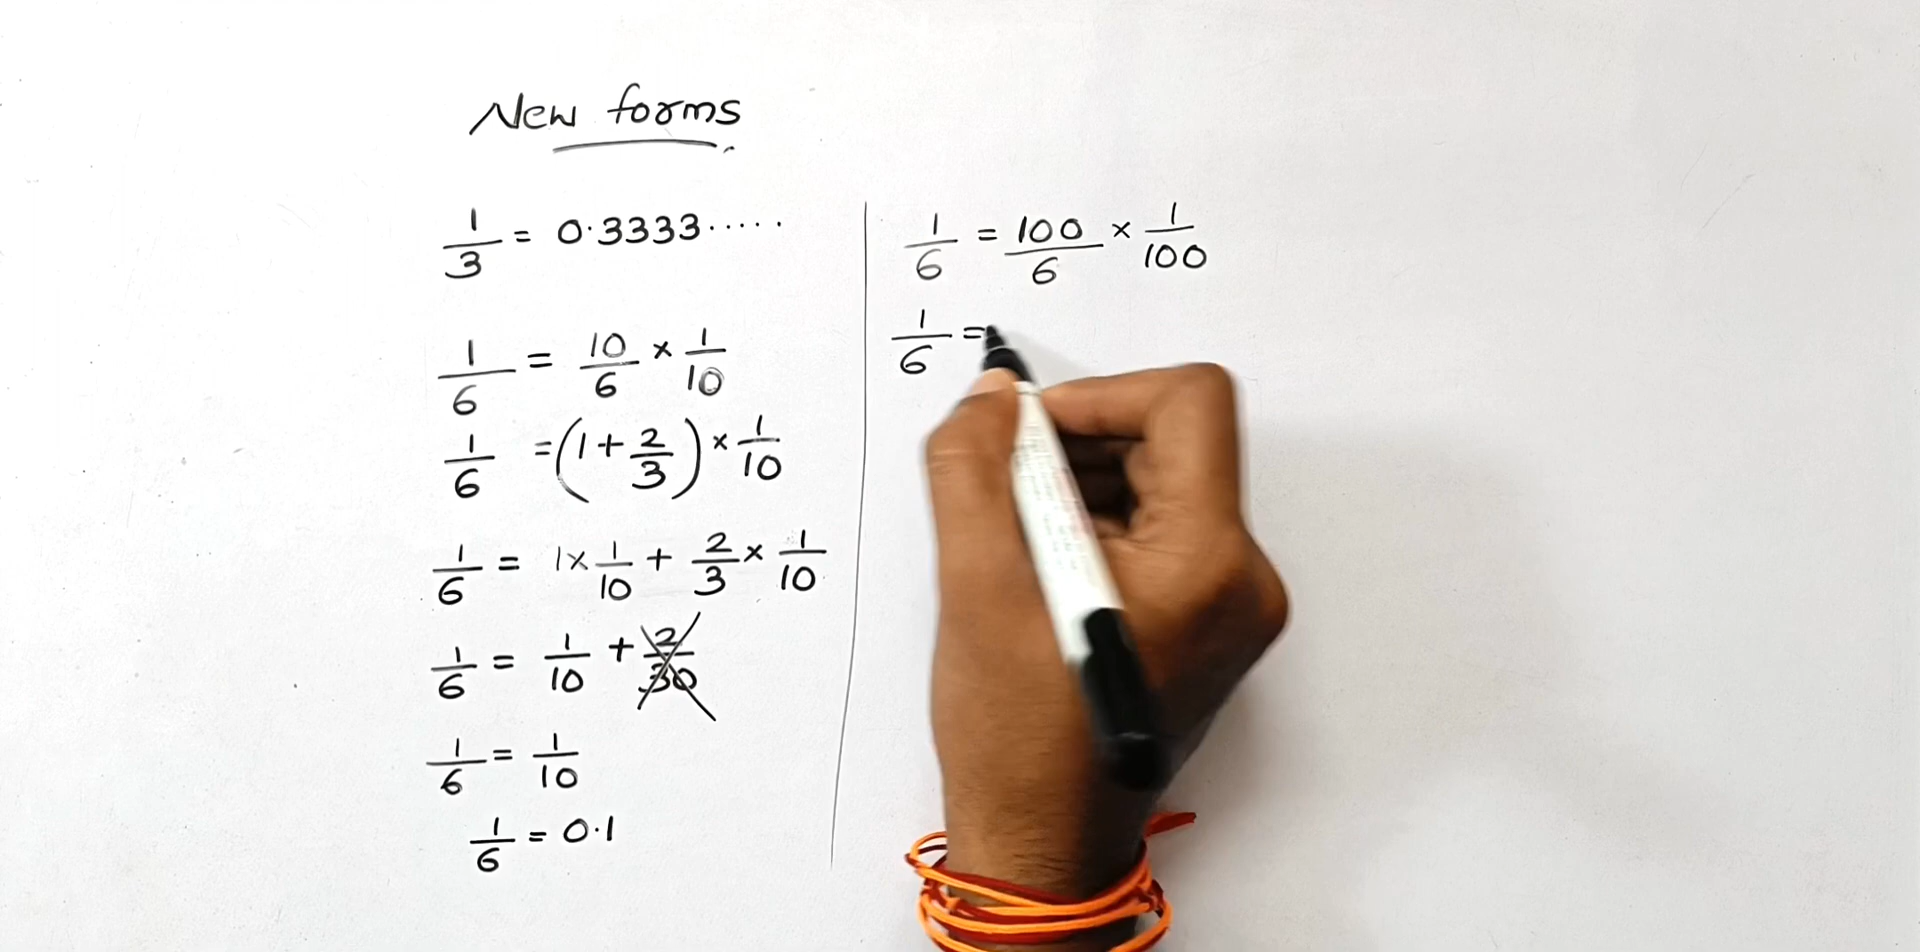 New forms
1/3 = 0.3333.....
1/6 = 10/6 × 1/10
1/6 = (1 + 2/3) × 1/10
1/6 = 1 × 1/10 + 2/3 × 1/10
1/6 = 1/10 + 2/30
1/6 = 1/10
1/6 = 0.1
1/6 = 100/6 × 1/100
1/6 =